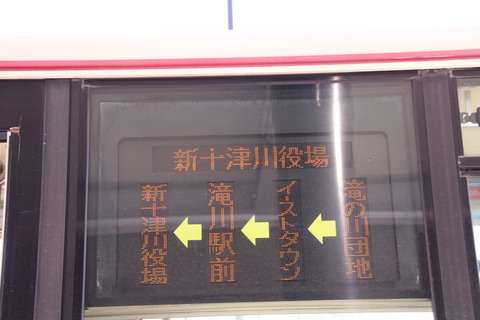 新十津川役場
滝の川団地
イーストタウン
滝川駅前
新十津川役場